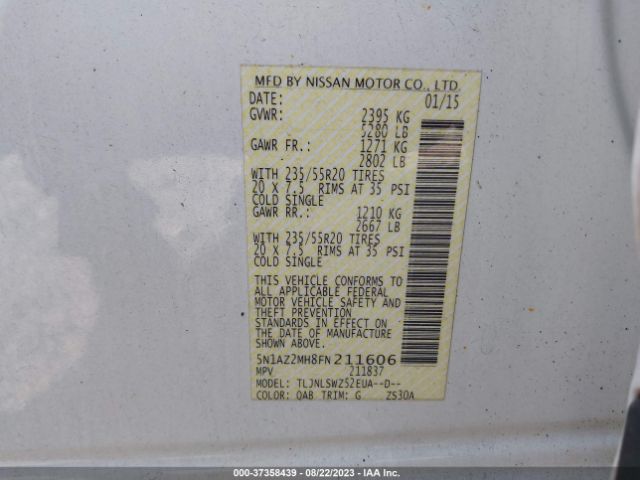 MFD BY NISSAN MOTOR CO., LTD.
DATE: 01/15
GVWR: 2395 KG
5280 LB
GAWR FR.: 1271 KG
2802 LB
WITH 235/55R20 TIRES
20 X 7.5 RIMS AT 35 PSI
COLD SINGLE
GAWR RR.: 1210 KG
2667 LB
WITH 235/55R20 TIRES
20 X 7.5 RIMS AT 35 PSI
COLD SINGLE
THIS VEHICLE CONFORMS TO
ALL APPLICABLE FEDERAL
MOTOR VEHICLE SAFETY AND
THEFT PREVENTION
STANDARDS IN EFFECT ON
THE DATE OF MANUFACTURE
SHOWN ABOVE.
5N1AZ2MH8FN211606
MPV 211837
MODEL: TLJNLSWZ52EUA--D--
COLOR: QAB TRIM: G ZS30A
000-37358439 - 08/22/2023 - IAA Inc.